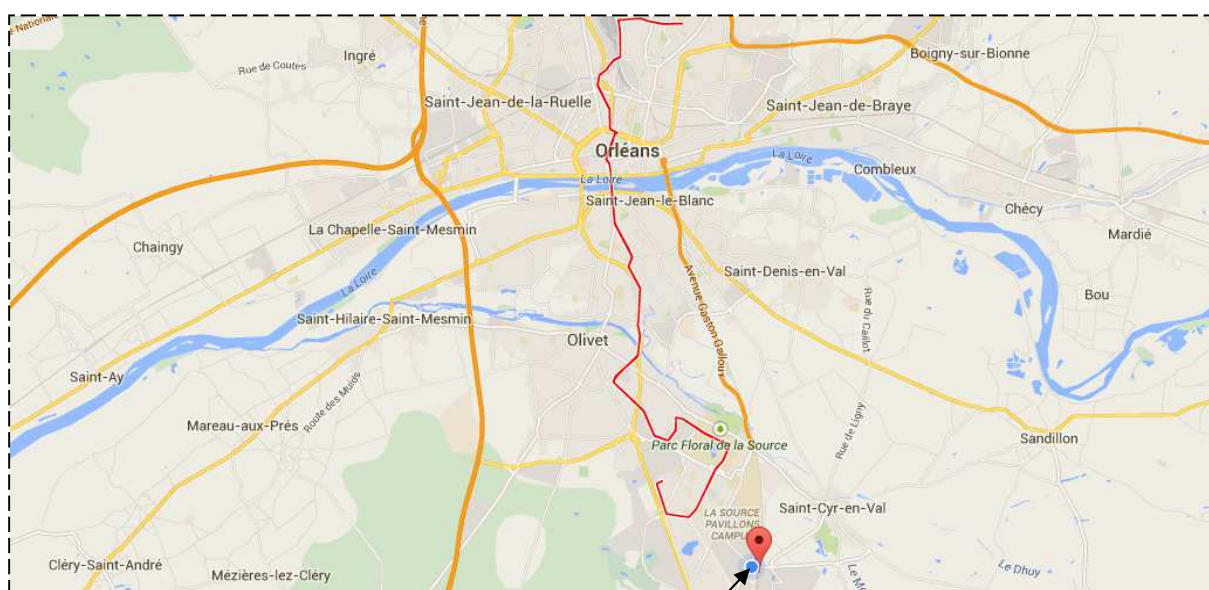 e Nationale
Ingré
Boigny-sur-Bionne
Rue de Coutes
Saint-Jean-de-la-Ruelle
Saint-Jean-de-Braye
Orléans
La Loire
Combleux
La Loire
Saint-Jean-le-Blanc
Chécy
La Chapelle-Saint-Mesmin
Mardié
Chaingy
Saint-Denis-en-Val
La Loire
Avenue Gaston Galloux
Bou
Saint-Hilaire-Saint-Mesmin
Rue du Caillot
Olivet
Saint-Ay
Route des Muids
Mareau-aux-Prés
Rue de Ligny
Sandillon
Parc Floral de la Source
LA SOURCE
PAVILLONS
CAMPU
Saint-Cyr-en-Val
Cléry-Saint-André
Mézières-lez-Cléry
Le Dhuy